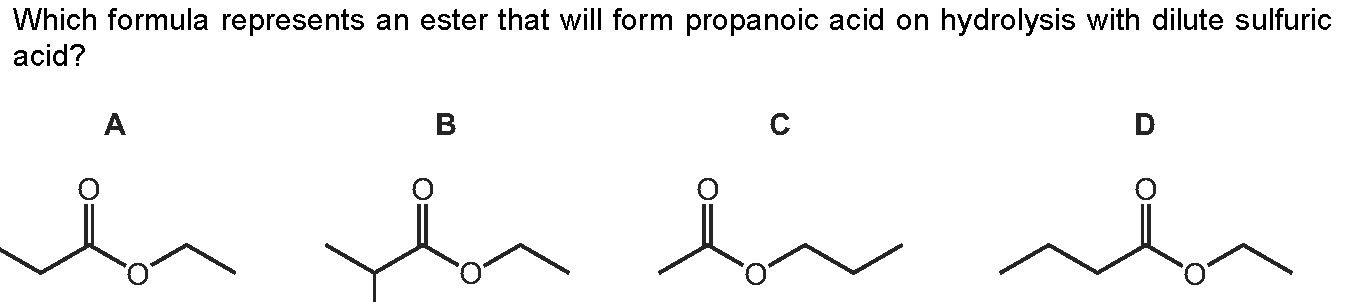 Which formula represents an ester that will form propanoic acid on hydrolysis with dilute sulfuric
acid?
A B C D
O O O O
O O O O